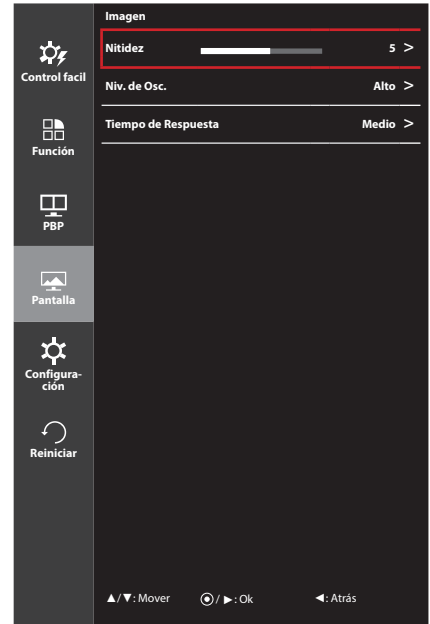 Imagen
Nitidez 5 >
Niv. de Osc. Alto >
Tiempo de Respuesta Medio >
Control facil
Función
PBP
Pantalla
Configura-
ción
Reiniciar
▲/▼: Mover ◉/ ►: Ok ◄: Atrás